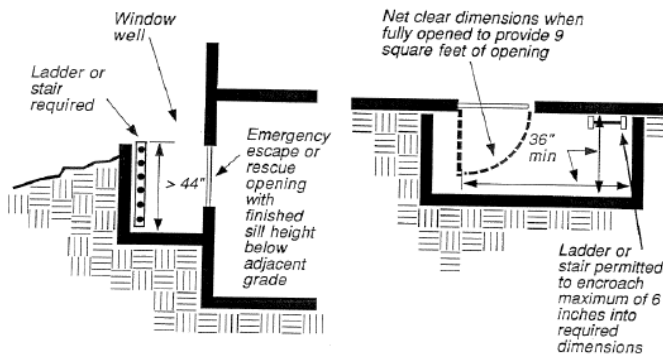 Window
well
Ladder or
stair
required
> 44"
Emergency
escape or
rescue
opening
with
finished
sill height
below
adjacent
grade
Net clear dimensions when
fully opened to provide 9
square feet of opening
36"
min
Ladder or
stair permitted
to encroach
maximum of 6
inches into
required
dimensions